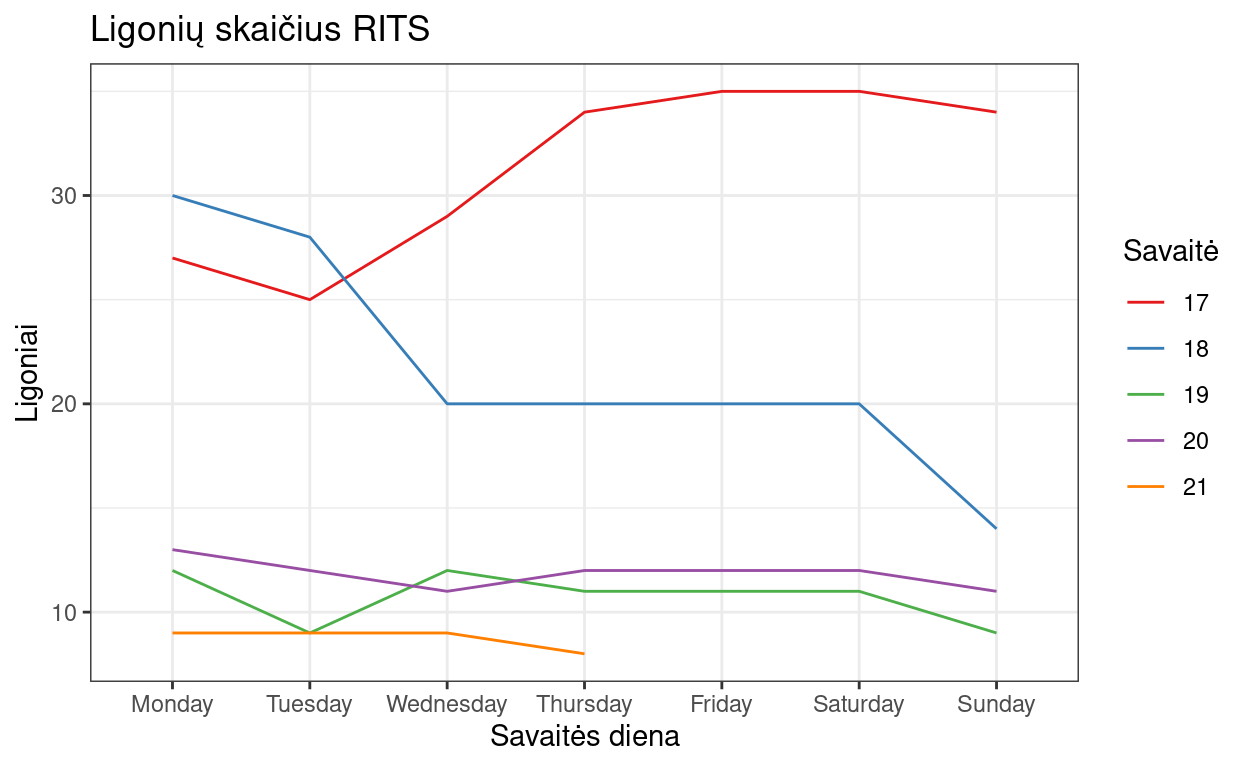 Ligonių skaičius RITS
Ligoniai
30
20
10
Monday Tuesday Wednesday Thursday Friday Saturday Sunday
Savaitės diena
Savaitė
17
18
19
20
21